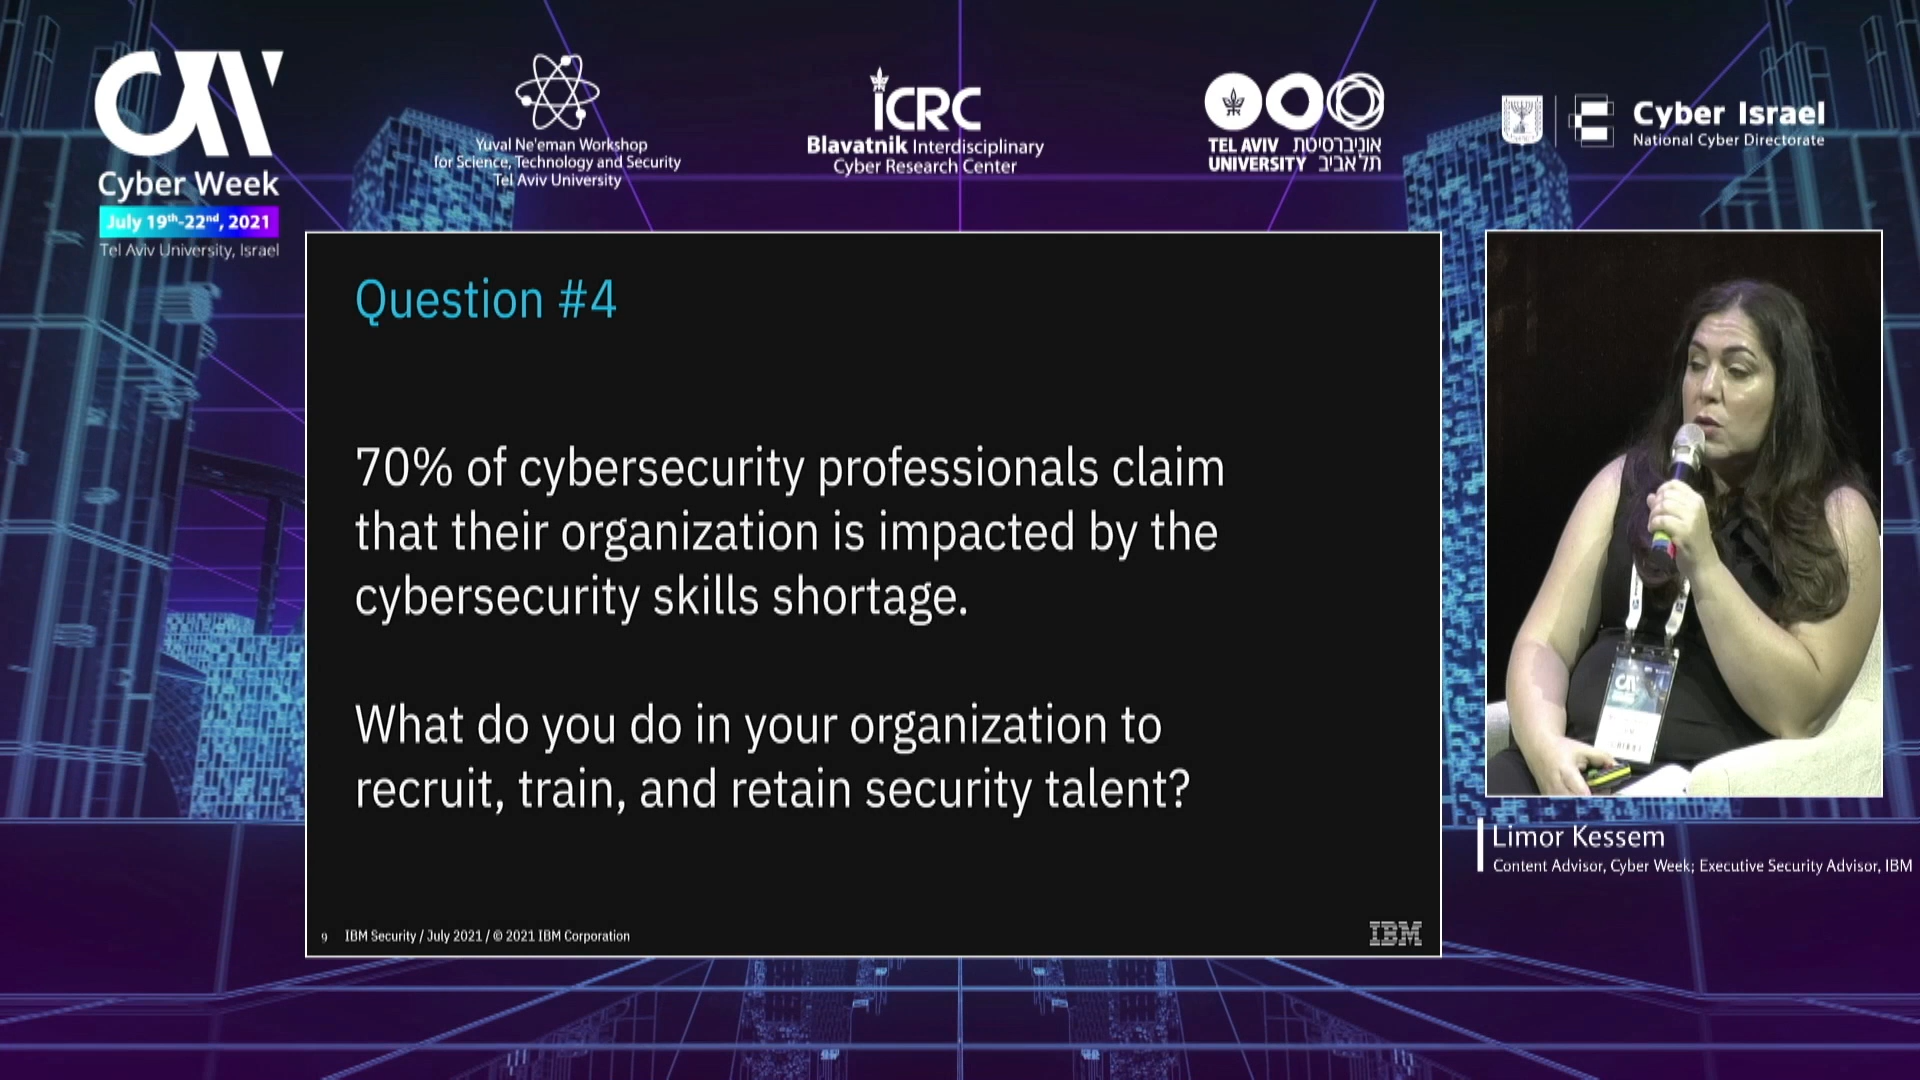 Cyber Week
July 19th-22nd, 2021
Tel Aviv University, Israel
Yuval Ne'eman Workshop
for Science, Technology and Security
Tel Aviv University
ICRC
Blavatnik Interdisciplinary
Cyber Research Center
TEL AVIV אוניברסיטת
UNIVERSITY תל אביב
Cyber Israel
National Cyber Directorate
Question #4
70% of cybersecurity professionals claim
that their organization is impacted by the
cybersecurity skills shortage.
What do you do in your organization to
recruit, train, and retain security talent?
9 IBM Security / July 2021 / © 2021 IBM Corporation
IBM
Limor Kessem
Content Advisor, Cyber Week; Executive Security Advisor, IBM